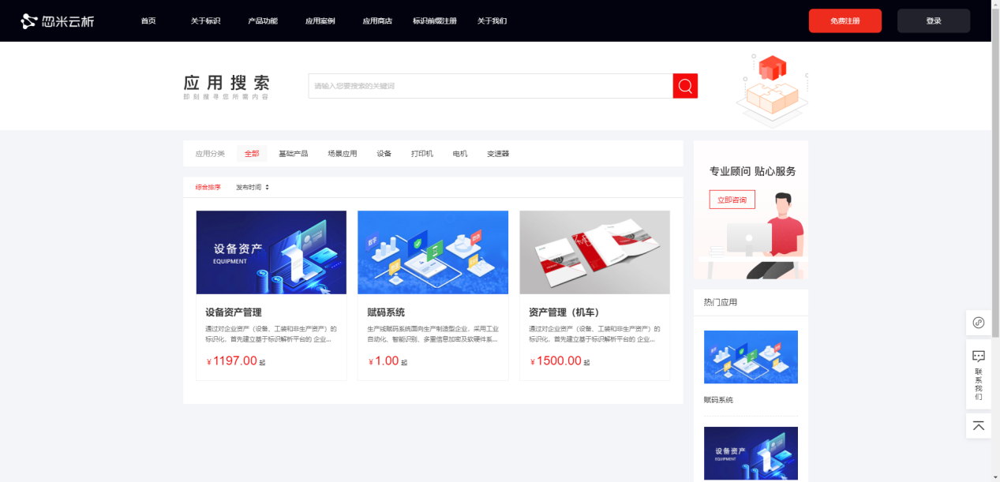 忽米云析
首页 关于标识 产品功能 应用案例 应用商店 标识前缀注册 关于我们 免费注册 登录
应用搜索
即刻搜寻您所需内容
请输入您要搜索的关键词
应用分类 全部 基础产品 场景应用 设备 打印机 电机 变速器
综合排序 发布时间
设备资产
EQUIPMENT
设备资产管理
通过对企业资产（设备、工装和非生产资产）的
标识化，首先建立基于标识解析平台的 企业...
￥1197.00 起
赋码系统
生产线赋码系统面向生产制造型企业，采用工业
自动化、智能识别、多重信息加密及软硬件系...
￥1.00 起
资产管理（机车）
通过对企业资产（设备、工装和非生产资产）的
标识化，首先建立基于标识解析平台的 企业...
￥1500.00 起
专业顾问 贴心服务
立即咨询
热门应用
赋码系统
设备资产
EQUIPMENT
联系我们